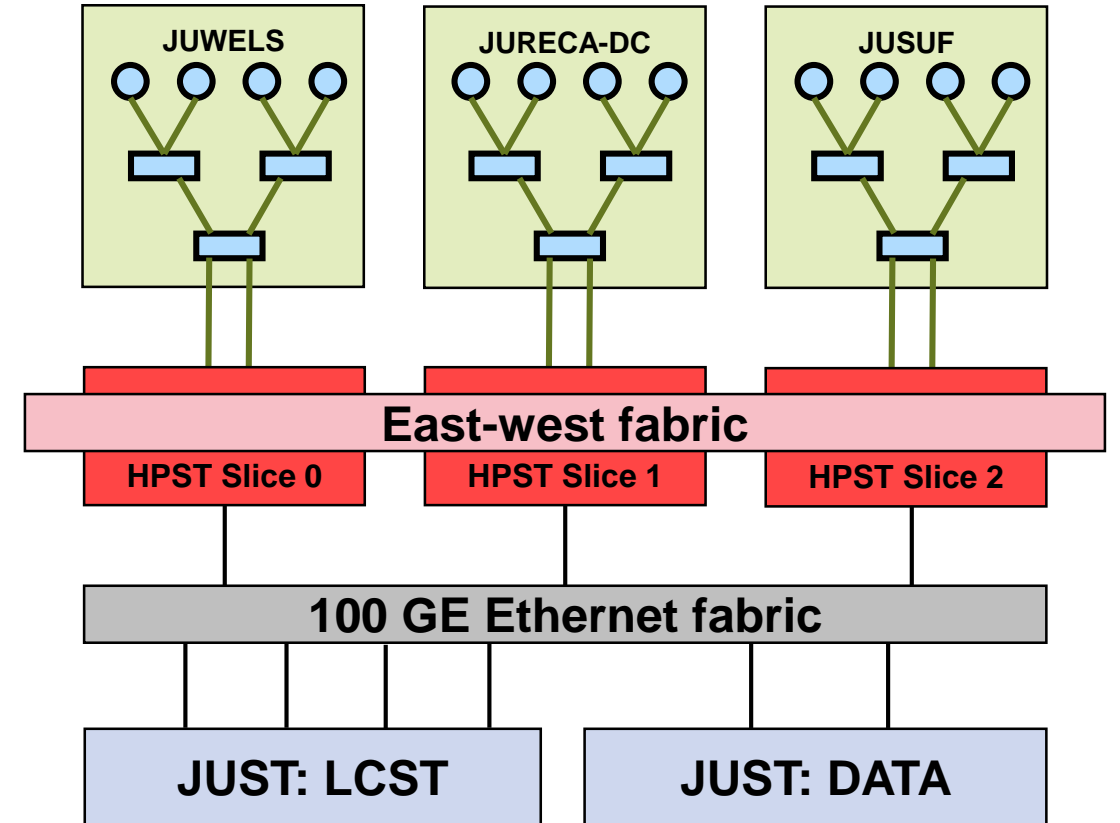 JUWELS
JURECA-DC
JUSUF
East-west fabric
HPST Slice 0
HPST Slice 1
HPST Slice 2
100 GE Ethernet fabric
JUST: LCST
JUST: DATA